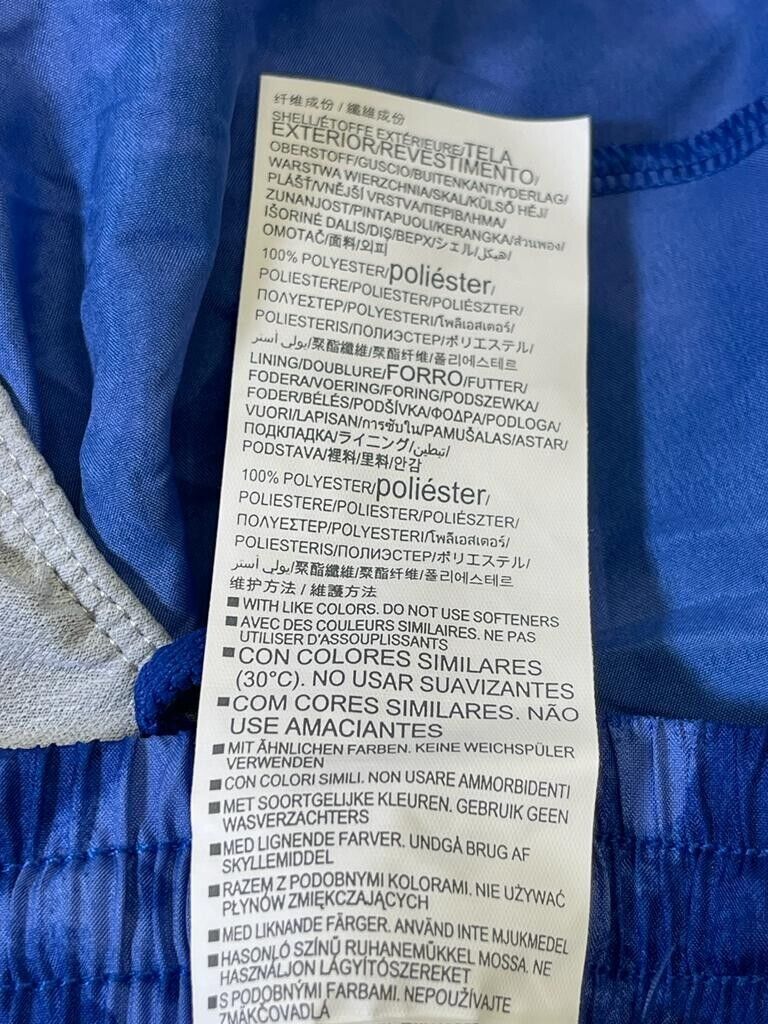 纤维成份 / 纖維成份
SHELL/ÉTOFFE EXTÉRIEURE/TELA
EXTERIOR/REVESTIMENTO/
OBERSTOFF/GUSCIO/BUITENKANT/YDERLAG/
WARSTWA WIERZCHNIA/SKAL/KÜLSŐ HÉJ/
PLÁŠŤ/VNĚJŠÍ VRSTVA/ΠΕΡΙΒΛΗΜΑ/
ZUNANJOST/PINTAPUOLI/KERANGKA/ส่วนพอง/
IŠORINĖ DALIS/DIŞ/ВЕРХ/シェル/هيكل/
OMOTAČ/面料/외피
100% POLYESTER/poliéster/
POLIESTERE/POLIESTER/POLIÉSZTER/
ΠΟΛΥΕΣΤΕΡ/POLYESTERI/โพลีเอสเตอร์/
POLIESTERIS/ПОЛИЭСТЕР/ポリエステル/
يولي أستر/聚酯纖維/聚酯纤维/폴리에스테르
LINING/DOUBLURE/FORRO/FUTTER/
FODERA/VOERING/FORING/PODSZEWKA/
FODER/BÉLÉS/PODŠÍVKA/ΦΟΔΡΑ/PODLOGA/
VUORI/LAPISAN/การซับใน/PAMUŠALAS/ASTAR/
ПОДКЛАДКА/ライニング/تبطين/
PODSTAVA/裡料/里料/안감
100% POLYESTER/poliéster/
POLIESTERE/POLIESTER/POLIÉSZTER/
ΠΟΛΥΕΣΤΕΡ/POLYESTERI/โพลีเอสเตอร์/
POLIESTERIS/ПОЛИЭСТЕР/ポリエステル/
يولي أستر/聚酯纖維/聚酯纤维/폴리에스테르
维护方法 / 維護方法
■ WITH LIKE COLORS. DO NOT USE SOFTENERS
■ AVEC DES COULEURS SIMILAIRES. NE PAS
UTILISER D'ASSOUPLISSANTS
■ CON COLORES SIMILARES
(30°C). NO USAR SUAVIZANTES
■ COM CORES SIMILARES. NÃO
USE AMACIANTES
■ MIT ÄHNLICHEN FARBEN. KEINE WEICHSPÜLER
VERWENDEN
■ CON COLORI SIMILI. NON USARE AMMORBIDENTI
■ MET SOORTGELIJKE KLEUREN. GEBRUIK GEEN
WASVERZACHTERS
■ MED LIGNENDE FARVER. UNDGÅ BRUG AF
SKYLLEMIDDEL
■ RAZEM Z PODOBNYMI KOLORAMI. NIE UŻYWAĆ
PŁYNÓW ZMIĘKCZAJĄCYCH
■ MED LIKNANDE FÄRGER. ANVÄND INTE MJUKMEDEL
■ HASONLÓ SZÍNŰ RUHANEMŰKKEL MOSSA. NE
HASZNÁLJON LÁGYÍTÓSZEREKET
■ S PODOBNÝMI FARBAMI. NEPOUŽÍVAJTE
ZMÄKČOVADLÁ